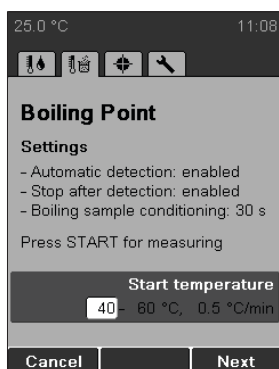 25.0 °C 11:08
Boiling Point
Settings
- Automatic detection: enabled
- Stop after detection: enabled
- Boiling sample conditioning: 30 s
Press START for measuring
Start temperature
40 - 60 °C, 0.5 °C/min
Cancel Next